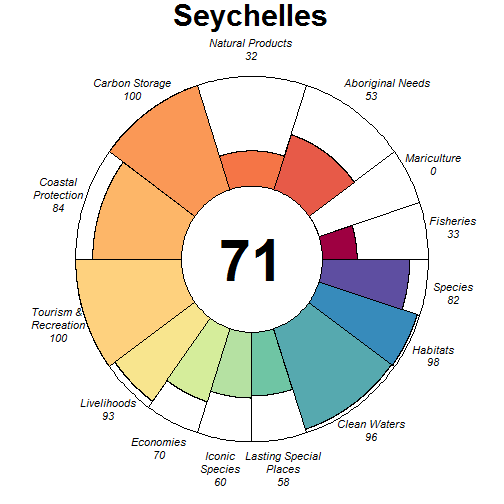 Seychelles
Natural Products
32
Carbon Storage
100
Aboriginal Needs
53
Mariculture
0
Coastal
Protection
84
Fisheries
33
71
Species
82
Tourism &
Recreation
100
Habitats
98
Livelihoods
93
Clean Waters
96
Economies
70
Iconic
Species
60
Lasting Special
Places
58